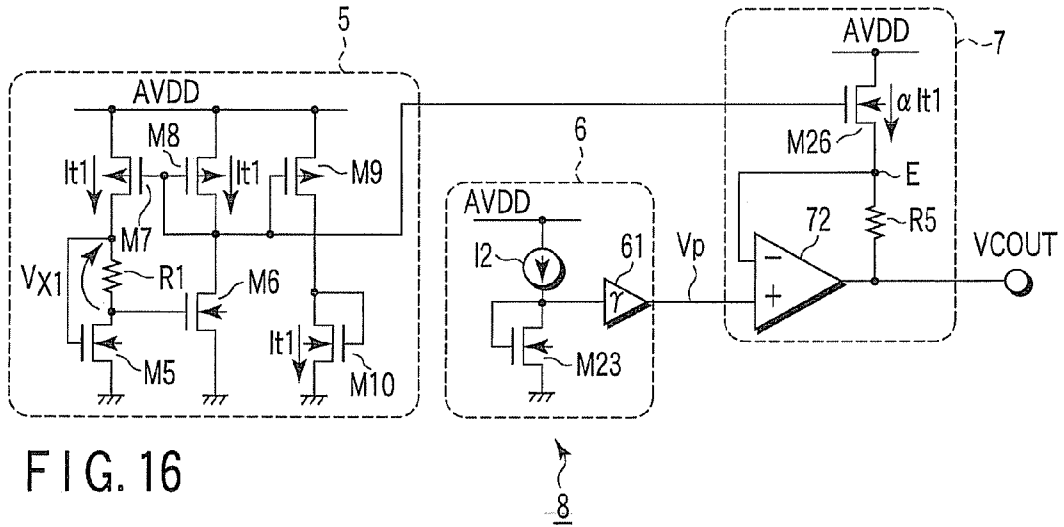 5
AVDD
It1
M8
It1
M9
M7
VX1
R1
M6
M5
It1
M10
6
AVDD
I2
61
γ
M23
Vp
7
AVDD
αIt1
M26
E
72
R5
−
+
VCOUT
8
FIG. 16